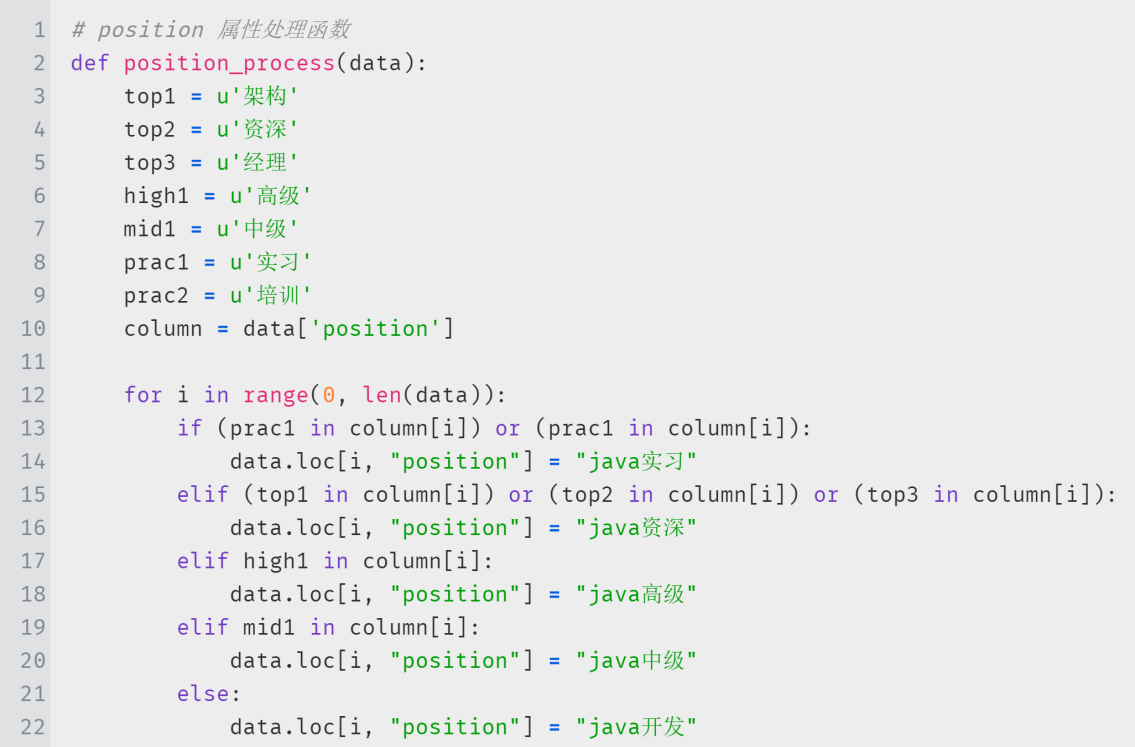 1 # position 属性处理函数
2 def position_process(data):
3     top1 = u'架构'
4     top2 = u'资深'
5     top3 = u'经理'
6     high1 = u'高级'
7     mid1 = u'中级'
8     prac1 = u'实习'
9     prac2 = u'培训'
10     column = data['position']
11
12     for i in range(0, len(data)):
13         if (prac1 in column[i]) or (prac1 in column[i]):
14             data.loc[i, "position"] = "java实习"
15         elif (top1 in column[i]) or (top2 in column[i]) or (top3 in column[i]):
16             data.loc[i, "position"] = "java资深"
17         elif high1 in column[i]:
18             data.loc[i, "position"] = "java高级"
19         elif mid1 in column[i]:
20             data.loc[i, "position"] = "java中级"
21         else:
22             data.loc[i, "position"] = "java开发"